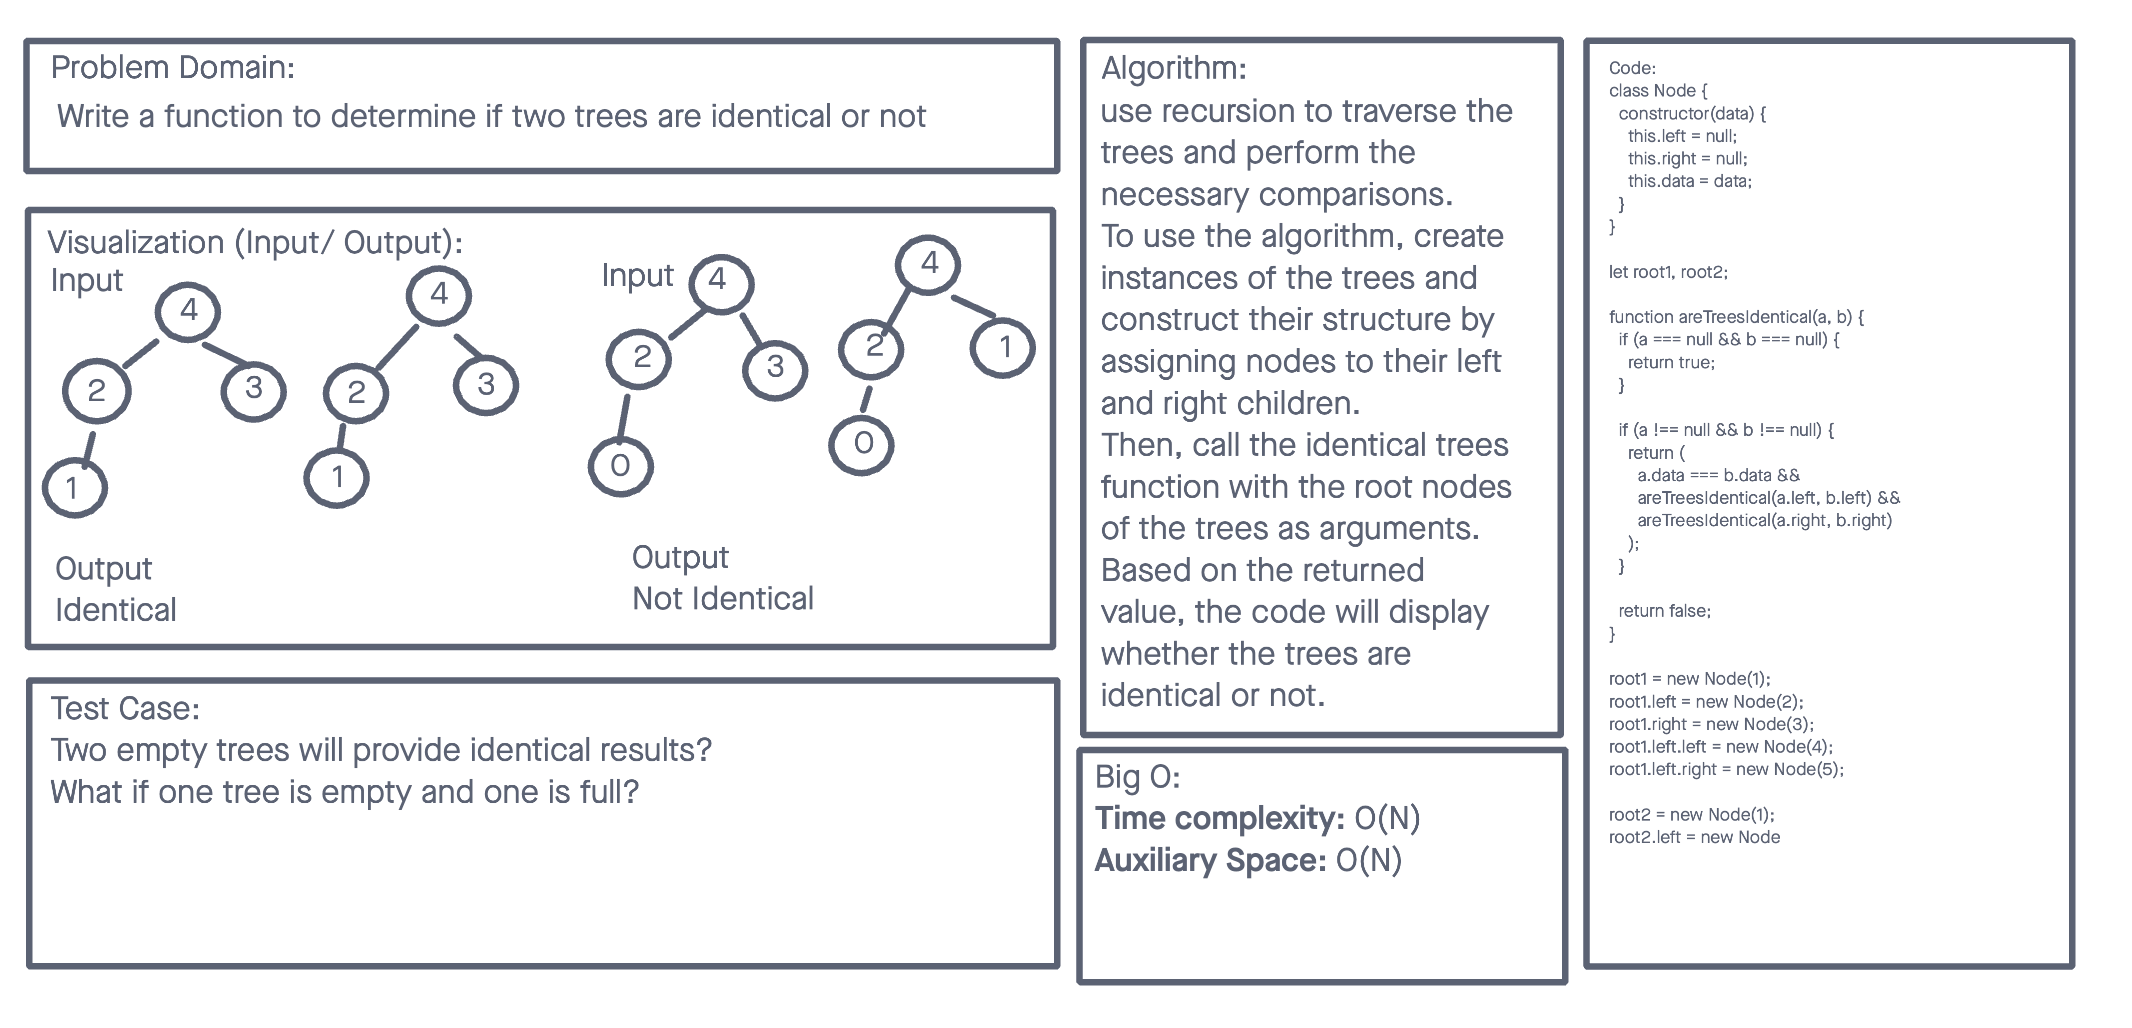 Problem Domain:
Write a function to determine if two trees are identical or not
Visualization (Input/ Output):
Input
4
2
3
1
4
2
3
1
Output
Identical
Input
4
2
3
0
4
2
1
0
Output
Not Identical
Test Case:
Two empty trees will provide identical results?
What if one tree is empty and one is full?
Algorithm:
use recursion to traverse the
trees and perform the
necessary comparisons.
To use the algorithm, create
instances of the trees and
construct their structure by
assigning nodes to their left
and right children.
Then, call the identical trees
function with the root nodes
of the trees as arguments.
Based on the returned
value, the code will display
whether the trees are
identical or not.
Big O:
Time complexity: O(N)
Auxiliary Space: O(N)
Code:
class Node {
  constructor(data) {
    this.left = null;
    this.right = null;
    this.data = data;
  }
}
let root1, root2;
function areTreesIdentical(a, b) {
  if (a === null && b === null) {
    return true;
  }
  if (a !== null && b !== null) {
    return (
      a.data === b.data &&
      areTreesIdentical(a.left, b.left) &&
      areTreesIdentical(a.right, b.right)
    );
  }
  return false;
}
root1 = new Node(1);
root1.left = new Node(2);
root1.right = new Node(3);
root1.left.left = new Node(4);
root1.left.right = new Node(5);
root2 = new Node(1);
root2.left = new Node